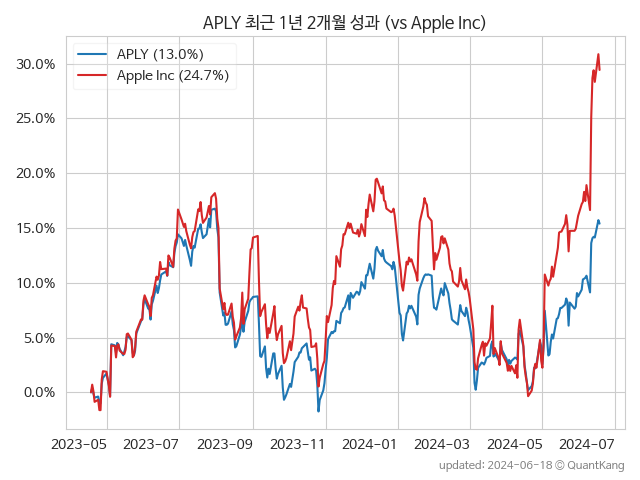 APLY 최근 1년 2개월 성과 (vs Apple Inc)
APLY (13.0%)
Apple Inc (24.7%)
30.0%
25.0%
20.0%
15.0%
10.0%
5.0%
0.0%
2023-05 2023-07 2023-09 2023-11 2024-01 2024-03 2024-05 2024-07
updated: 2024-06-18 © QuantKang